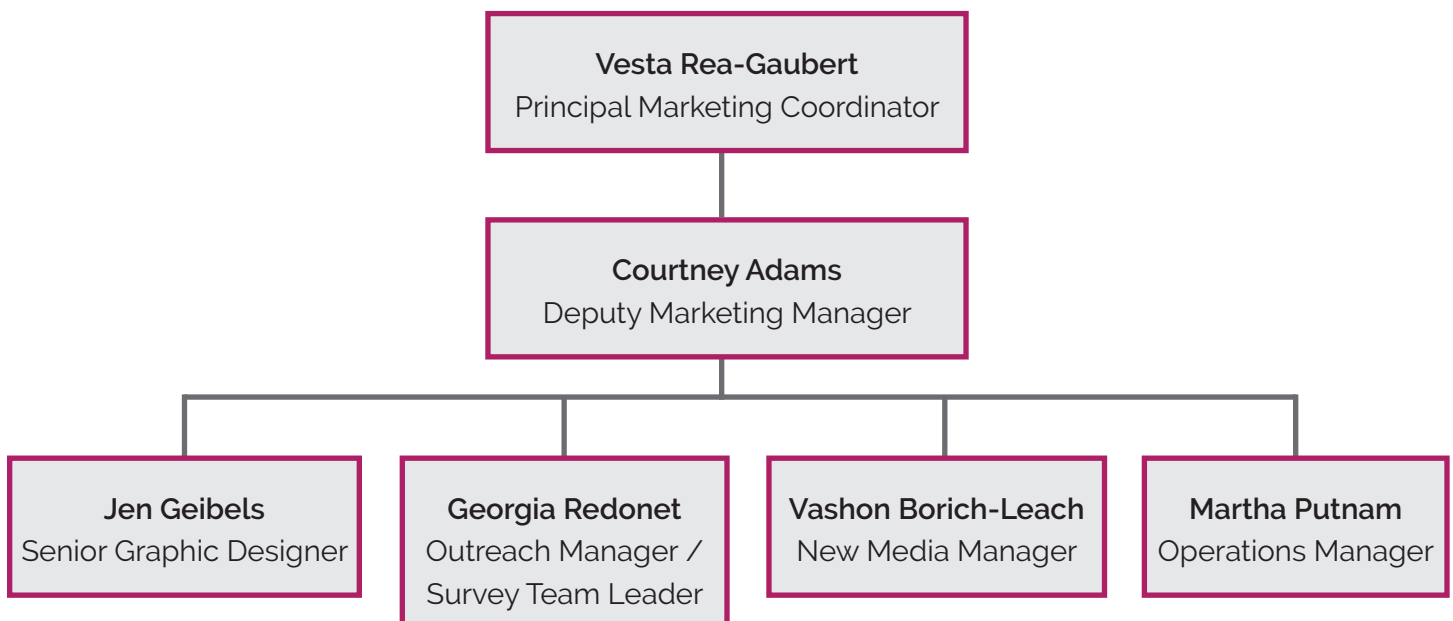 Vesta Rea-Gaubert
Principal Marketing Coordinator
Courtney Adams
Deputy Marketing Manager
Jen Geibels
Senior Graphic Designer
Georgia Redonet
Outreach Manager /
Survey Team Leader
Vashon Borich-Leach
New Media Manager
Martha Putnam
Operations Manager